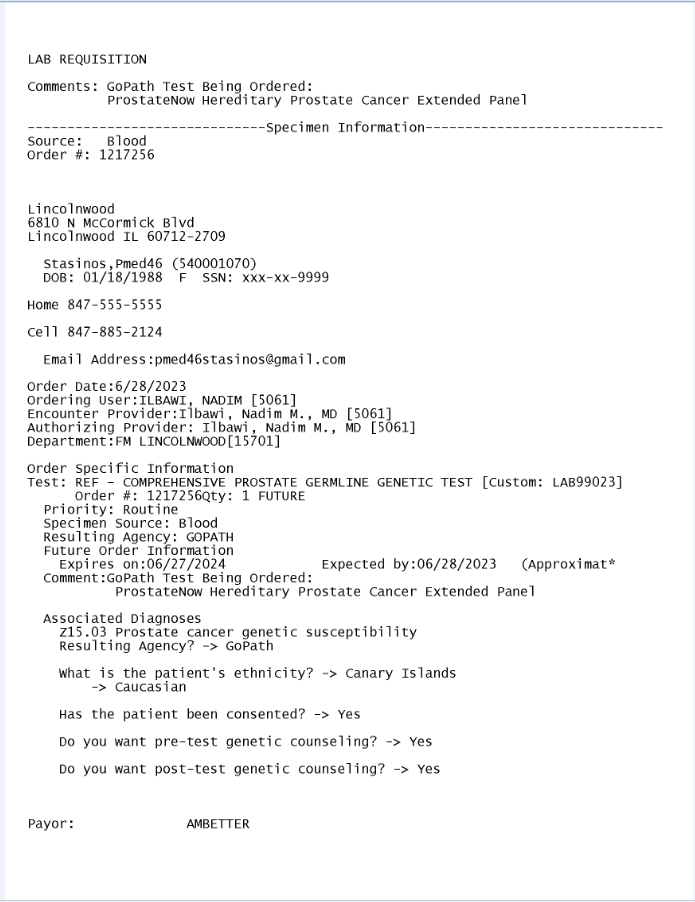 LAB REQUISITION
Comments: GoPath Test Being Ordered:
ProstateNow Hereditary Prostate Cancer Extended Panel
------------------------------Specimen Information------------------------------
Source: Blood
Order #: 1217256
Lincolnwood
6810 N McCormick Blvd
Lincolnwood IL 60712-2709
Stasinos,Pmed46 (540001070)
DOB: 01/18/1988 F SSN: xxx-xx-9999
Home 847-555-5555
Cell 847-885-2124
Email Address:pmed46stasinos@gmail.com
Order Date:6/28/2023
Ordering User:ILBAWI, NADIM [5061]
Encounter Provider:Ilbawi, Nadim M., MD [5061]
Authorizing Provider: Ilbawi, Nadim M., MD [5061]
Department:FM LINCOLNWOOD[15701]
Order Specific Information
Test: REF - COMPREHENSIVE PROSTATE GERMLINE GENETIC TEST [Custom: LAB99023]
Order #: 1217256Qty: 1 FUTURE
Priority: Routine
Specimen Source: Blood
Resulting Agency: GOPATH
Future Order Information
Expires on:06/27/2024 Expected by:06/28/2023 (Approximat*
Comment:GoPath Test Being Ordered:
ProstateNow Hereditary Prostate Cancer Extended Panel
Associated Diagnoses
Z15.03 Prostate cancer genetic susceptibility
Resulting Agency? -> GoPath
What is the patient's ethnicity? -> Canary Islands
-> Caucasian
Has the patient been consented? -> Yes
Do you want pre-test genetic counseling? -> Yes
Do you want post-test genetic counseling? -> Yes
Payor: AMBETTER